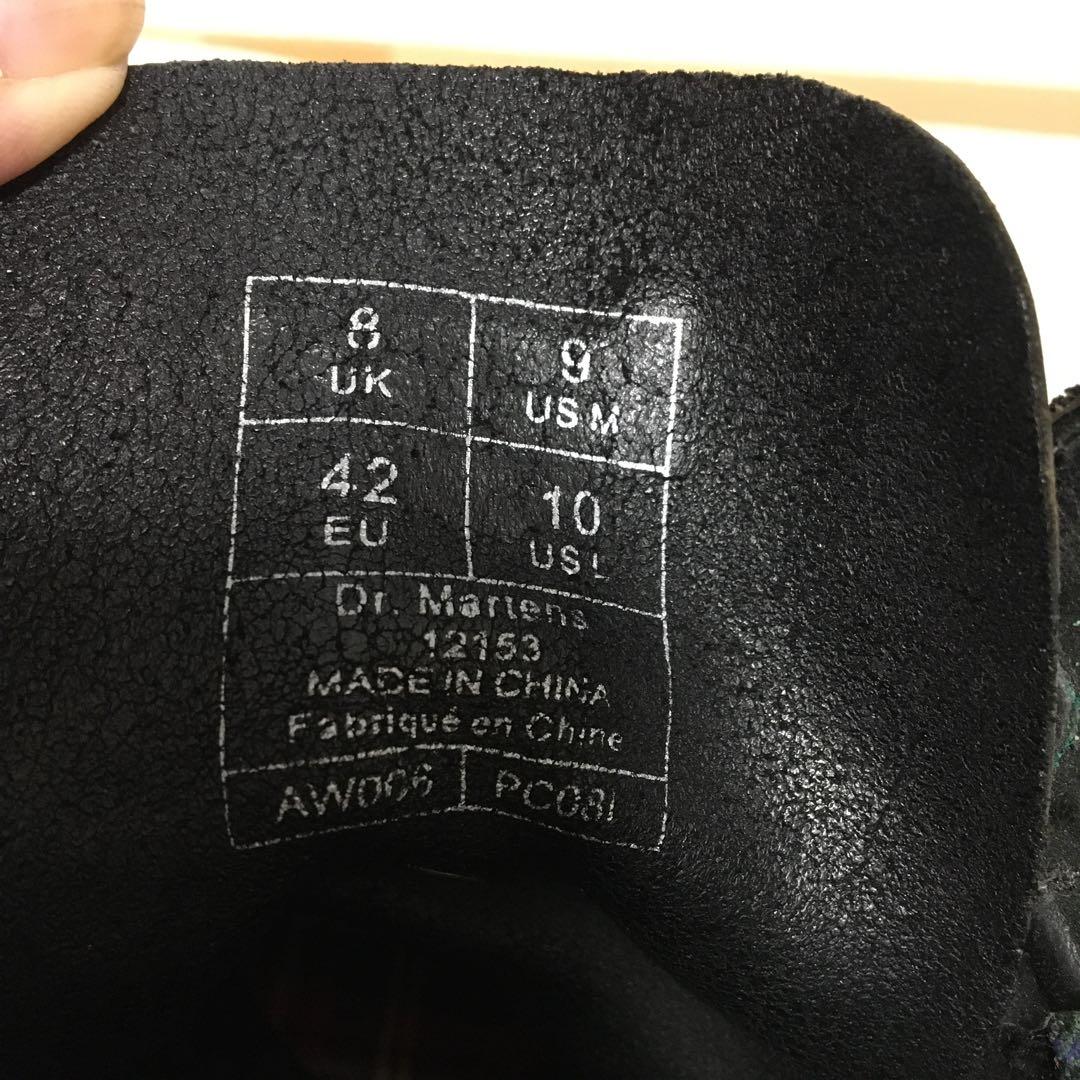 8
UK
9
US M
42
EU
10
US L
Dr. Martens
12153
MADE IN CHINA
Fabriqué en Chine
AW006
PC08I